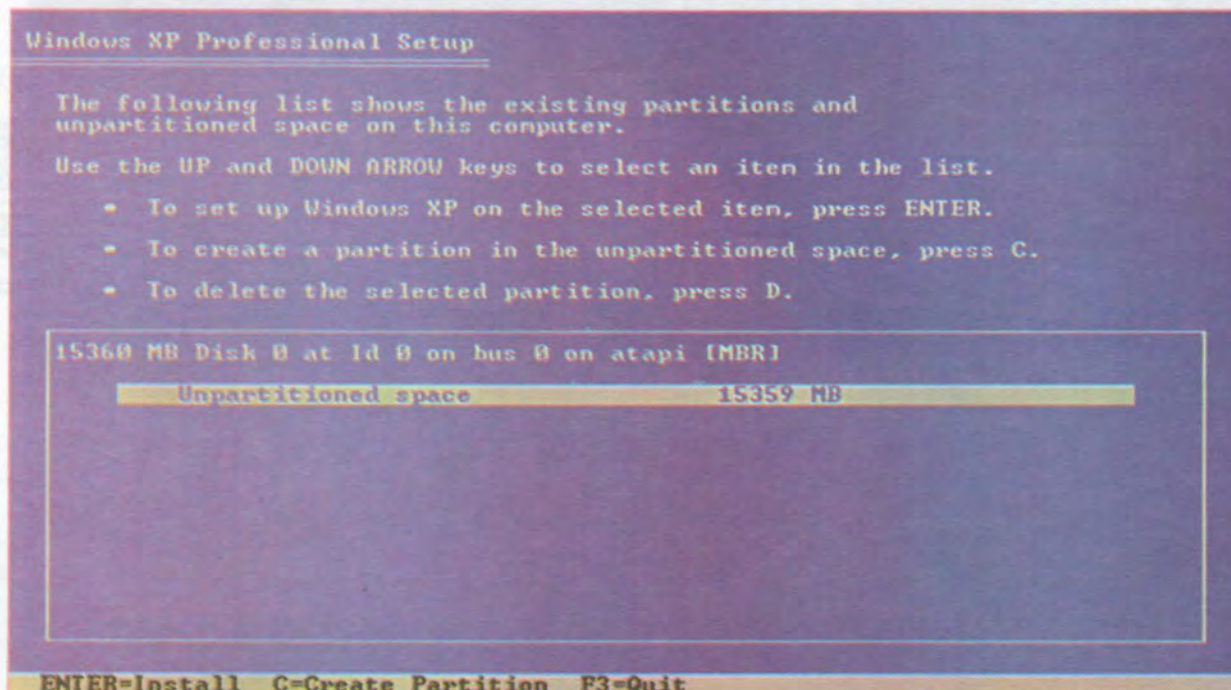 Windows XP Professional Setup
The following list shows the existing partitions and
unpartitioned space on this computer.
Use the UP and DOWN ARROW keys to select an item in the list.
• To set up Windows XP on the selected item, press ENTER.
• To create a partition in the unpartitioned space, press C.
• To delete the selected partition, press D.
15360 MB Disk 0 at Id 0 on bus 0 on atapi [MBR]
Unpartitioned space 15359 MB
ENTER=Install C=Create Partition F3=Quit